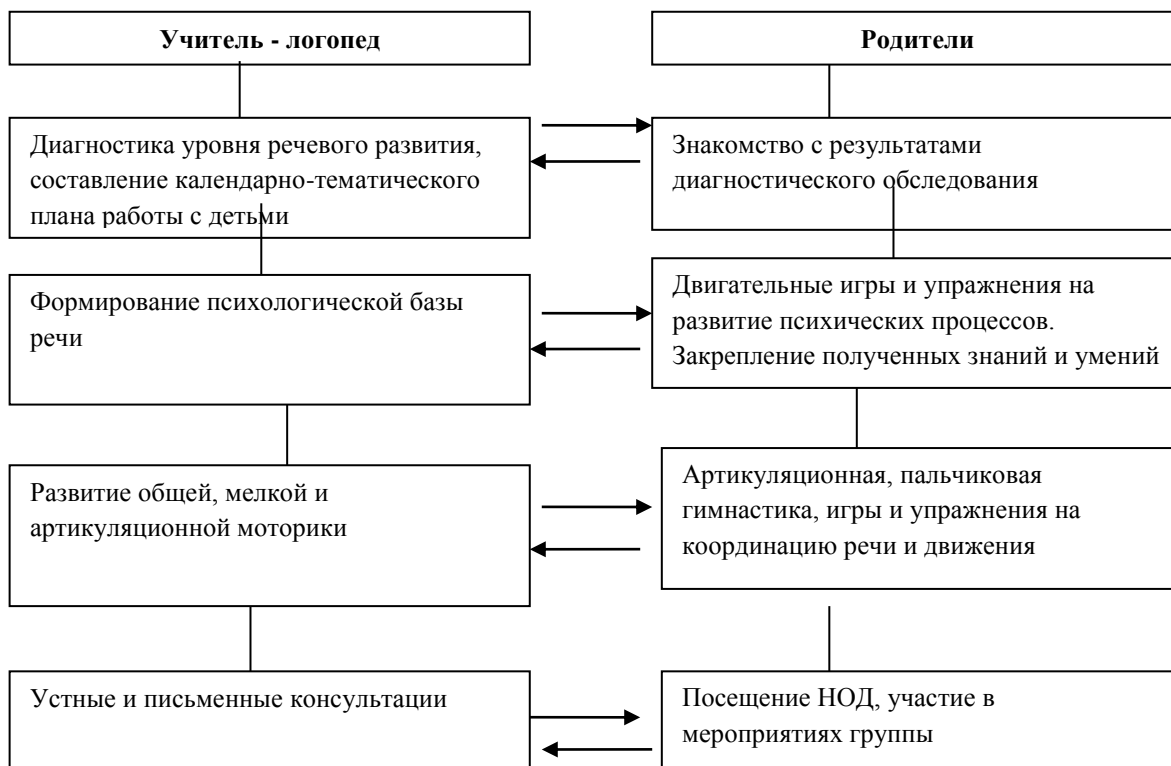 Учитель - логопед
Родители
Диагностика уровня речевого развития,
составление календарно-тематического
плана работы с детьми
Знакомство с результатами
диагностического обследования
Формирование психологической базы
речи
Двигательные игры и упражнения на
развитие психических процессов.
Закрепление полученных знаний и умений
Развитие общей, мелкой и
артикуляционной моторики
Артикуляционная, пальчиковая
гимнастика, игры и упражнения на
координацию речи и движения
Устные и письменные консультации
Посещение НОД, участие в
мероприятиях группы